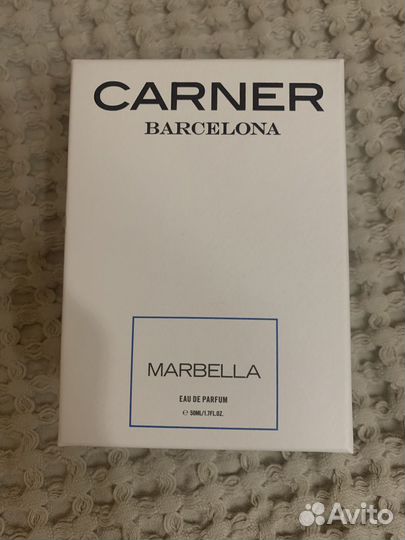 CARNER
BARCELONA
MARBELLA
EAU DE PARFUM
℮ 50ML/1.7FL.OZ.
Avito